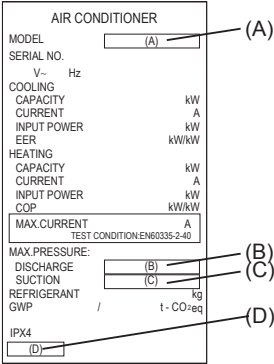 AIR CONDITIONER
MODEL (A) (A)
SERIAL NO.
V~ Hz
COOLING
CAPACITY kW
CURRENT A
INPUT POWER kW
EER kW/kW
HEATING
CAPACITY kW
CURRENT A
INPUT POWER kW
COP kW/kW
MAX.CURRENT A
TEST CONDITION:EN60335-2-40
MAX.PRESSURE:
DISCHARGE (B) (B)
SUCTION (C) (C)
REFRIGERANT kg
GWP / t - CO2eq
IPX4
(D) (D)